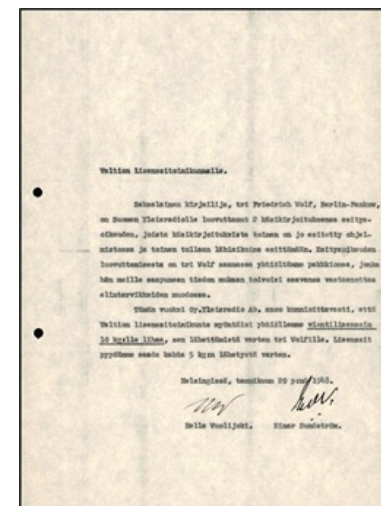 Valtion lisenssitoimikunnalle.
Saksalainen kirjailija, tri Friedrich Wolf, Berlin-Pankow,
on Suomen Yleisradiolle luovuttanut 2 käsikirjoituksensa esitys-
oikeuden, joista käsikirjoituksista toinen on jo esitetty ohjel-
mistossa ja toinen tullaan lähiaikoina esittämään. Esitysoikeuden
luovuttamisesta on tri Wolf saamassa yhtiöltämme palkkionsa, jonka
hän meille saapuneen tiedon mukaan toivoisi saavansa vastaanottaa
elintarvikkeiden muodossa.
Tämän vuoksi Oy.Yleisradio Ab. anoo kunnioittavasti, että
Valtion lisenssitoimikunta myöntäisi yhtiöllemme vientilisenssin
10 kg:lle lihaa, sen lähettämistä varten tri Wolfille. Lisenssit
pyydämme saada kahta 5 kg:n lähetystä varten.
Helsingissä, tammikuun 20 p:nä 1948.
Hella Wuolijoki. Einar Sundström.